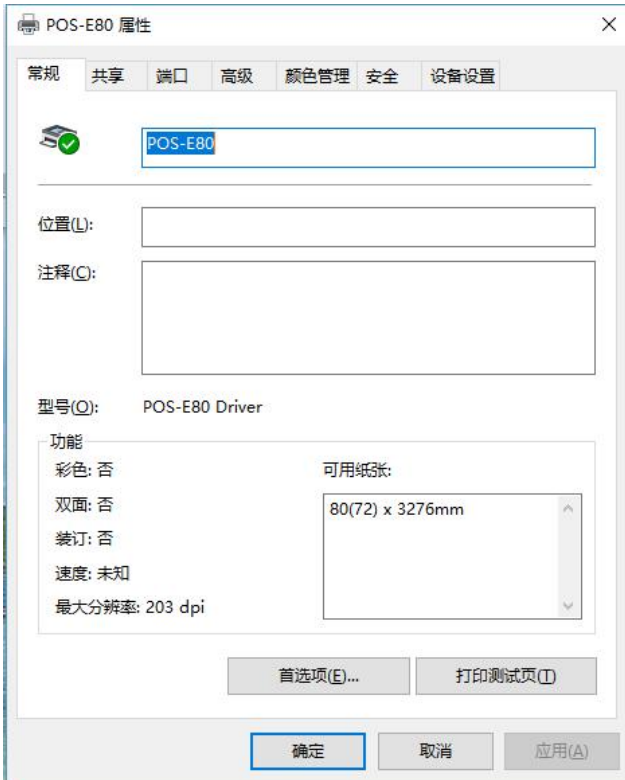 POS-E80 属性
常规 共享 端口 高级 颜色管理 安全 设备设置
POS-E80
位置(L):
注释(C):
型号(O): POS-E80 Driver
功能
彩色: 否
可用纸张:
双面: 否
80(72) x 3276mm
装订: 否
速度: 未知
最大分辨率: 203 dpi
首选项(E)... 打印测试页(T)
确定 取消 应用(A)